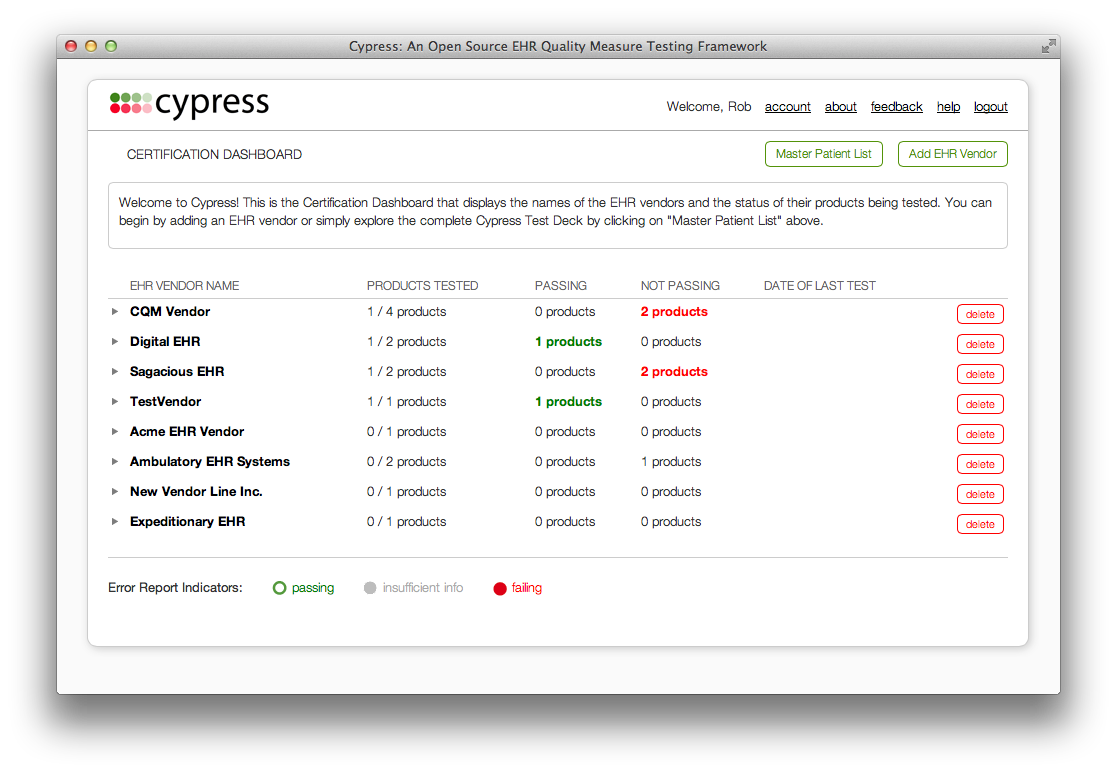 Cypress: An Open Source EHR Quality Measure Testing Framework
cypress
Welcome, Rob account about feedback help logout
CERTIFICATION DASHBOARD Master Patient List Add EHR Vendor
Welcome to Cypress! This is the Certification Dashboard that displays the names of the EHR vendors and the status of their products being tested. You can
begin by adding an EHR vendor or simply explore the complete Cypress Test Deck by clicking on "Master Patient List" above.
EHR VENDOR NAME PRODUCTS TESTED PASSING NOT PASSING DATE OF LAST TEST
CQM Vendor 1 / 4 products 0 products 2 products delete
Digital EHR 1 / 2 products 1 products 0 products delete
Sagacious EHR 1 / 2 products 0 products 2 products delete
TestVendor 1 / 1 products 1 products 0 products delete
Acme EHR Vendor 0 / 1 products 0 products 0 products delete
Ambulatory EHR Systems 0 / 2 products 0 products 1 products delete
New Vendor Line Inc. 0 / 1 products 0 products 0 products delete
Expeditionary EHR 0 / 1 products 0 products 0 products delete
Error Report Indicators: passing insufficient info failing